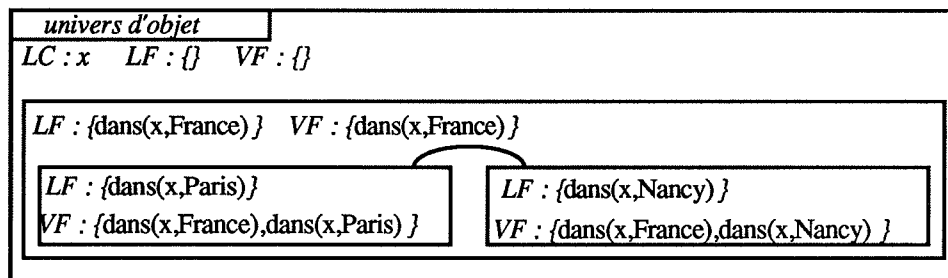 univers d'objet
LC : x LF : {} VF : {}
LF : {dans(x,France) } VF : {dans(x,France) }
LF : {dans(x,Paris)}
VF : {dans(x,France),dans(x,Paris) }
LF : {dans(x,Nancy)}
VF : {dans(x,France),dans(x,Nancy) }